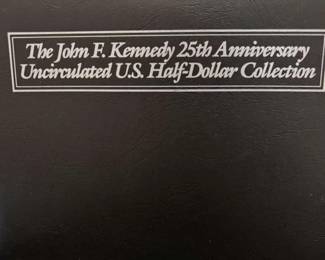 The John F. Kennedy 25th Anniversary
Uncirculated U.S. Half-Dollar Collection